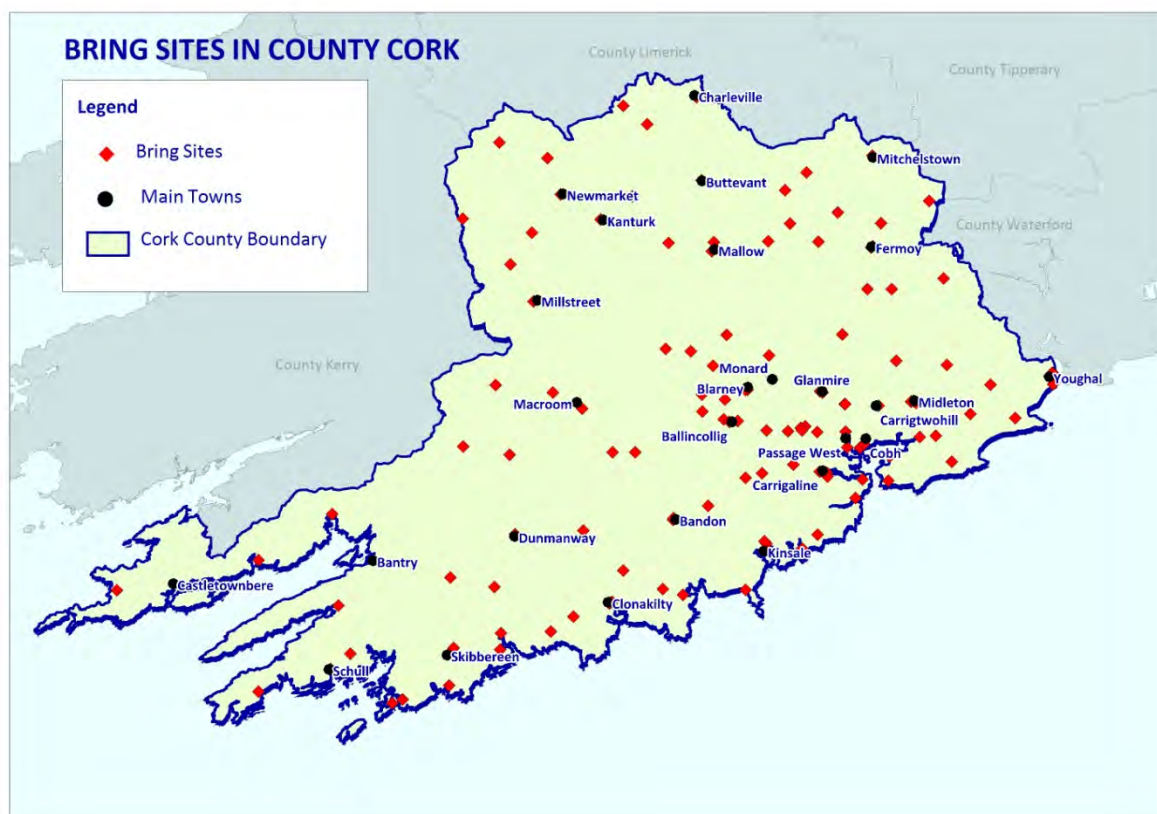 BRING SITES IN COUNTY CORK
Legend
Bring Sites
Main Towns
Cork County Boundary
County Limerick
County Tipperary
Charleville
Mitchelstown
Newmarket
Buttevant
Kanturk
County Waterford
Mallow
Fermoy
Millstreet
County Kerry
Monard
Blarney
Glanmire
Youghal
Macroom
Midleton
Carrigtwohill
Ballincollig
Passage West
Cobh
Carrigaline
Bandon
Dunmanway
Kinsale
Bantry
Castletownbere
Clonakilty
Skibbereen
Schull